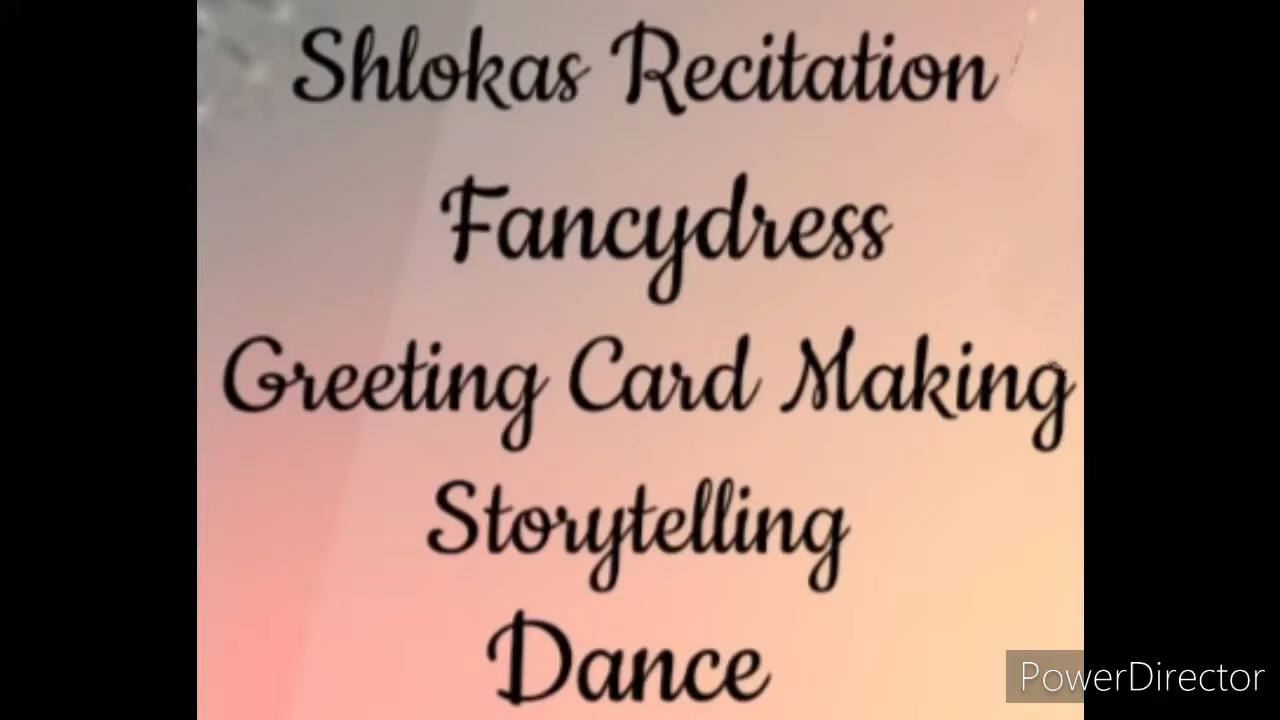 Shlokas Recitation
Fancydress
Greeting Card Making
Storytelling
Dance
PowerDirector